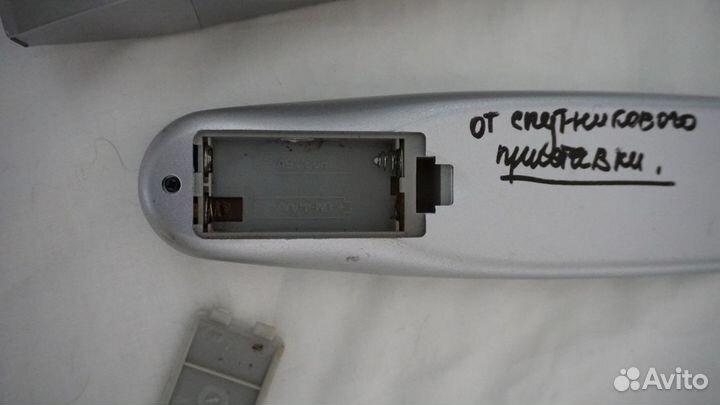 от спутникового
приставки.
Avito